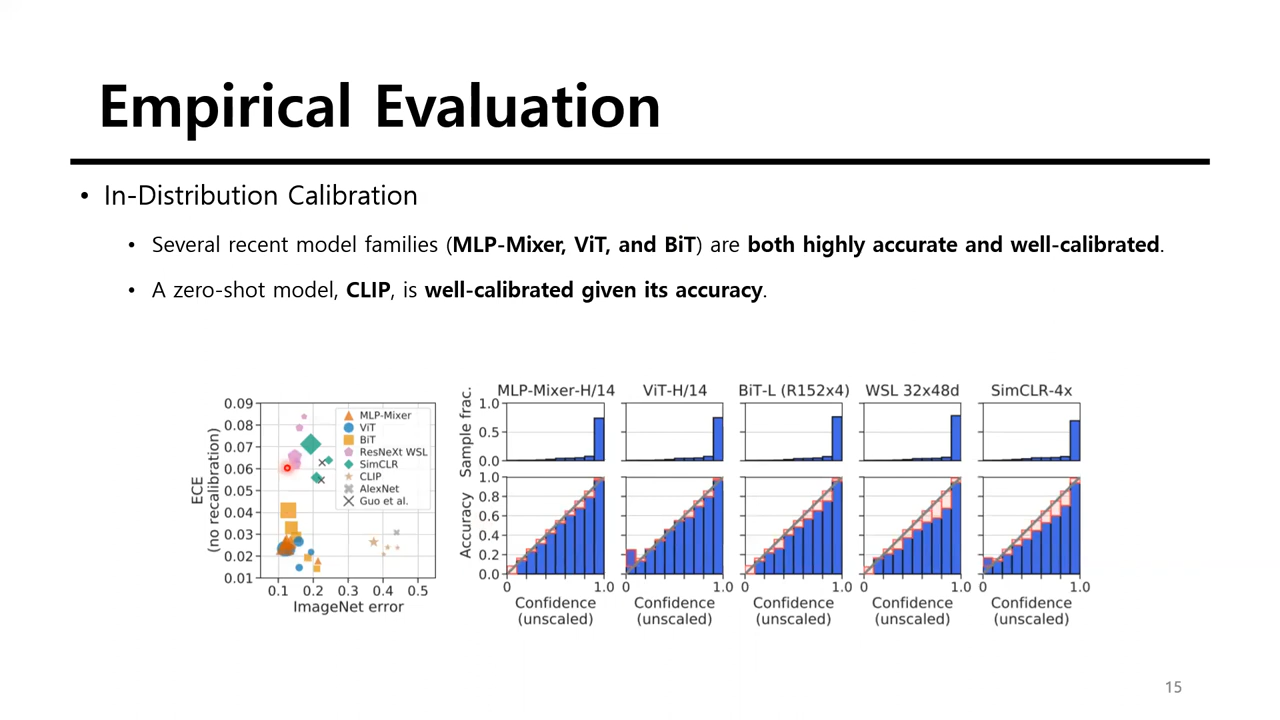 Empirical Evaluation
• In-Distribution Calibration
• Several recent model families (MLP-Mixer, ViT, and BiT) are both highly accurate and well-calibrated.
• A zero-shot model, CLIP, is well-calibrated given its accuracy.
ECE
(no recalibration)
0.09
0.08
0.07
0.06
0.05
0.04
0.03
0.02
0.01
MLP-Mixer
ViT
BiT
ResNeXt WSL
SimCLR
CLIP
AlexNet
Guo et al.
0.1 0.2 0.3 0.4 0.5
ImageNet error
MLP-Mixer-H/14 ViT-H/14 BiT-L (R152x4) WSL 32x48d SimCLR-4x
Sample frac.
1.0
0.5
0.0
Accuracy
1.0
0.8
0.6
0.4
0.2
0.0
0 1.0 0 1.0 0 1.0 0 1.0 0 1.0
Confidence Confidence Confidence Confidence Confidence
(unscaled) (unscaled) (unscaled) (unscaled) (unscaled)
15